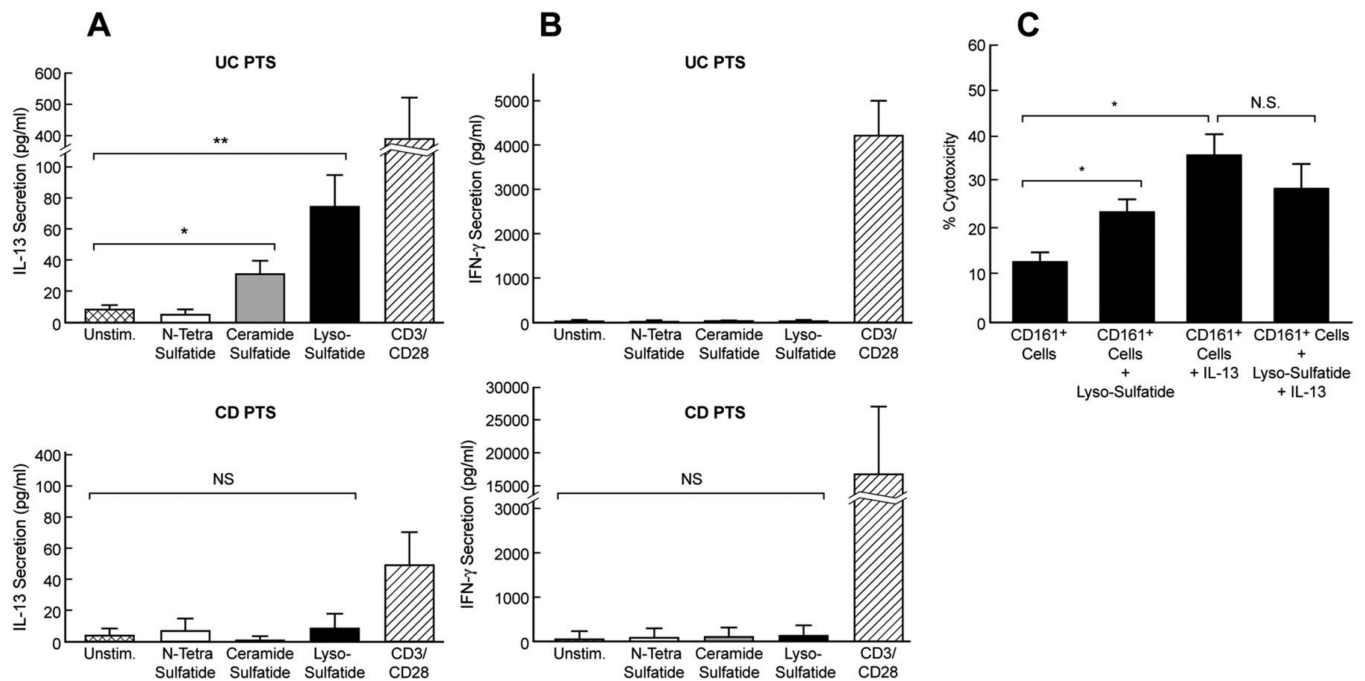 A
UC PTS
IL-13 Secretion (pg/ml)
600
500
400
100
80
60
40
20
0
**
*
Unstim.
N-Tetra
Sulfatide
Ceramide
Sulfatide
Lyso-
Sulfatide
CD3/
CD28
CD PTS
IL-13 Secretion (pg/ml)
400
100
80
60
40
20
0
NS
Unstim.
N-Tetra
Sulfatide
Ceramide
Sulfatide
Lyso-
Sulfatide
CD3/
CD28
B
UC PTS
IFN-γ Secretion (pg/ml)
5000
4000
3000
2000
1000
0
Unstim.
N-Tetra
Sulfatide
Ceramide
Sulfatide
Lyso-
Sulfatide
CD3/
CD28
CD PTS
IFN-γ Secretion (pg/ml)
30000
25000
20000
15000
3000
2000
1000
0
NS
Unstim.
N-Tetra
Sulfatide
Ceramide
Sulfatide
Lyso-
Sulfatide
CD3/
CD28
C
% Cytotoxicity
60
50
40
30
20
10
0
*
*
N.S.
CD161+
Cells
CD161+
Cells
+
Lyso-Sulfatide
CD161+
Cells
+ IL-13
CD161+ Cells
+
Lyso-Sulfatide
+ IL-13